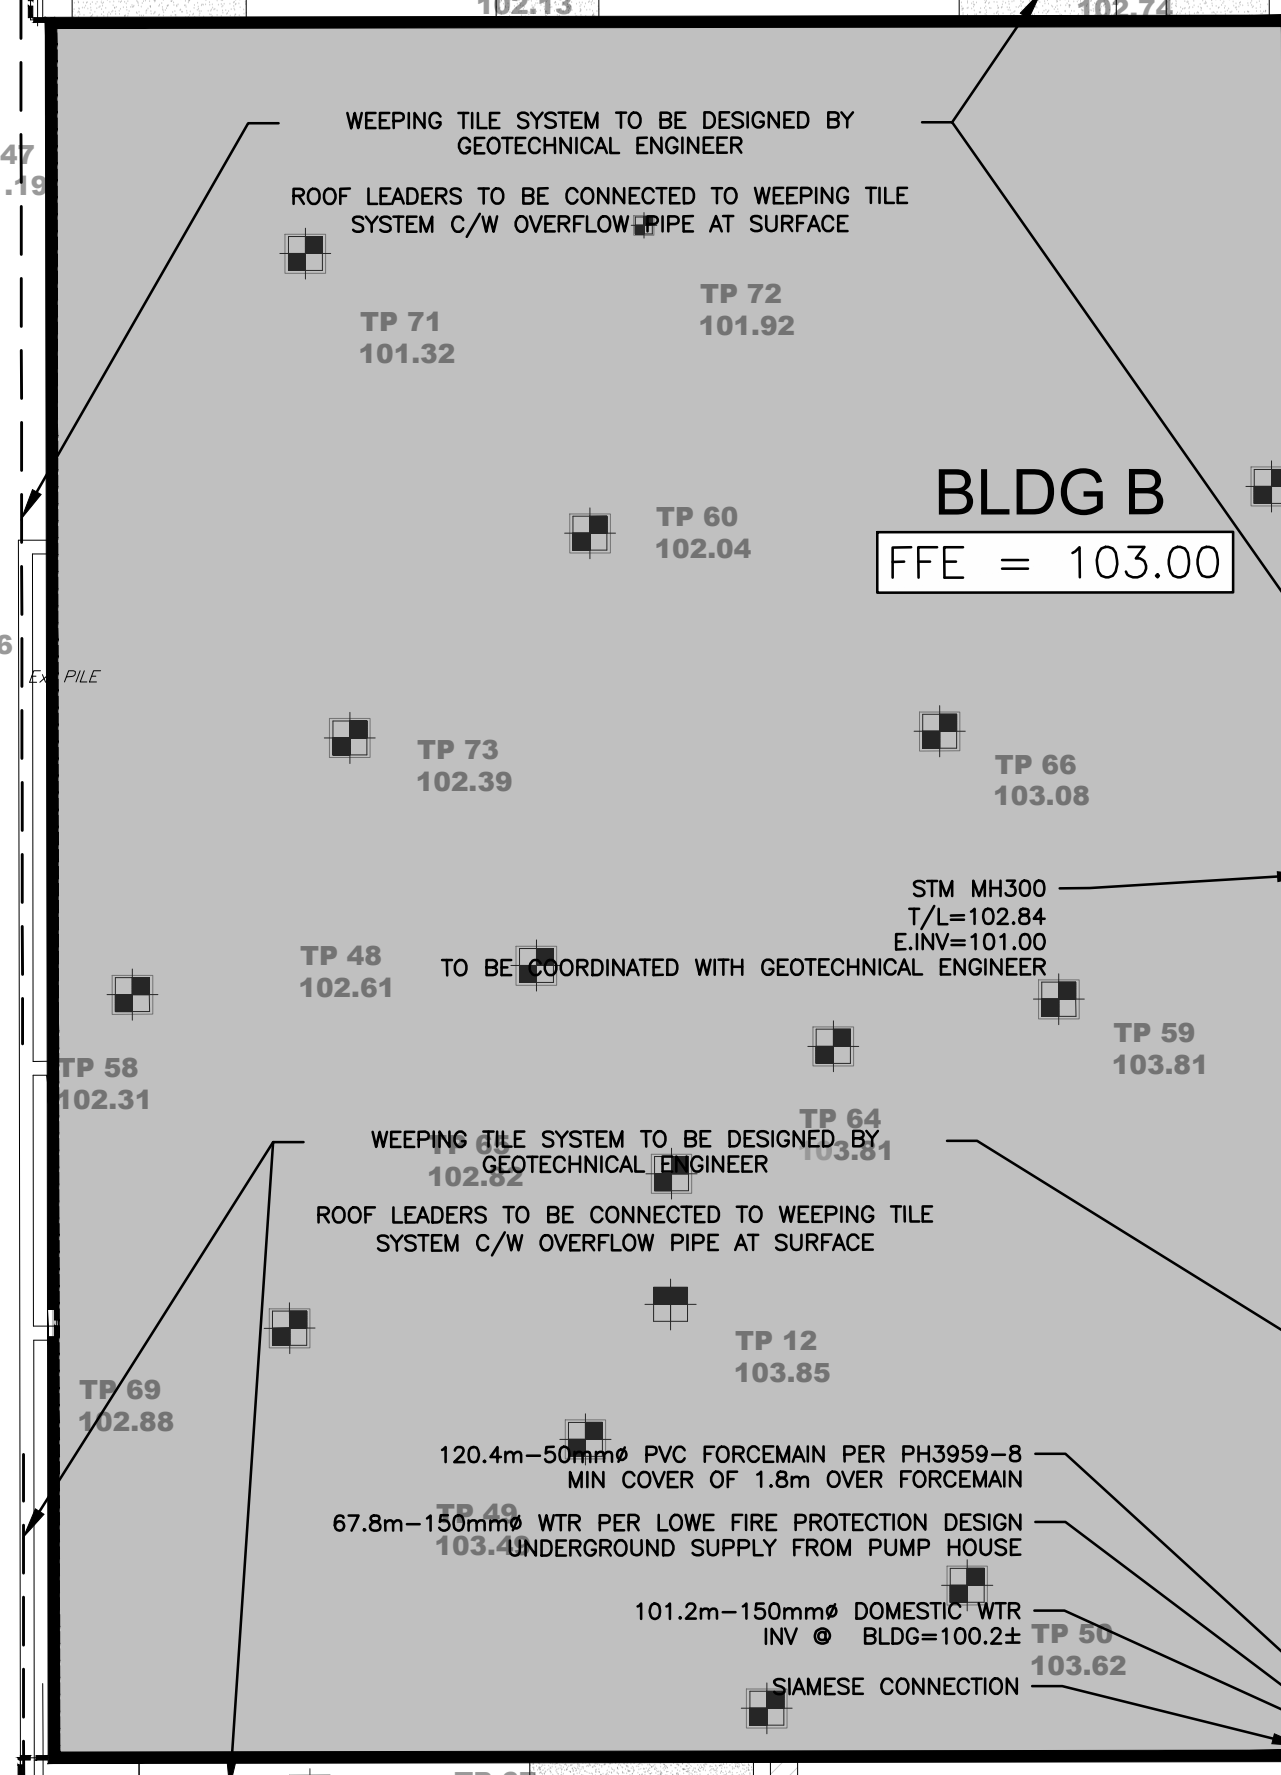 102.13
102.74
WEEPING TILE SYSTEM TO BE DESIGNED BY
GEOTECHNICAL ENGINEER
47
.19
ROOF LEADERS TO BE CONNECTED TO WEEPING TILE
SYSTEM C/W OVERFLOW PIPE AT SURFACE
TP 72
101.92
TP 71
101.32
BLDG B
FFE = 103.00
TP 60
102.04
6
Ex. PILE
TP 73
102.39
TP 66
103.08
STM MH300
T/L=102.84
E.INV=101.00
TO BE COORDINATED WITH GEOTECHNICAL ENGINEER
TP 48
102.61
TP 59
103.81
TP 58
102.31
TP 64
103.81
WEEPING TILE SYSTEM TO BE DESIGNED BY
GEOTECHNICAL ENGINEER
TP 65
102.82
ROOF LEADERS TO BE CONNECTED TO WEEPING TILE
SYSTEM C/W OVERFLOW PIPE AT SURFACE
TP 12
103.85
TP 69
102.88
120.4m-50mmø PVC FORCEMAIN PER PH3959-8
MIN COVER OF 1.8m OVER FORCEMAIN
TP 49
103.49
67.8m-150mmø WTR PER LOWE FIRE PROTECTION DESIGN
UNDERGROUND SUPPLY FROM PUMP HOUSE
101.2m-150mmø DOMESTIC WTR
INV @ BLDG=100.2±
TP 50
103.62
SIAMESE CONNECTION